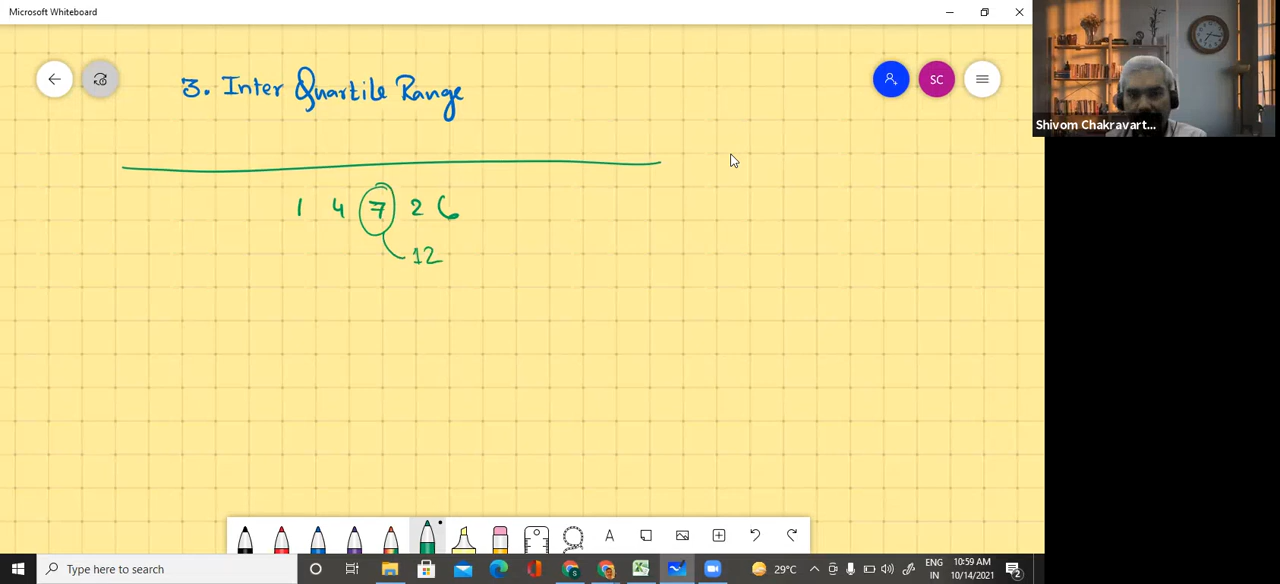 Microsoft Whiteboard
SC
3. Inter Quartile Range
Shivom Chakravart...
1 4 7 2 6
12
A
Type here to search
29°C
ENG
IN
10:59 AM
10/14/2021
2